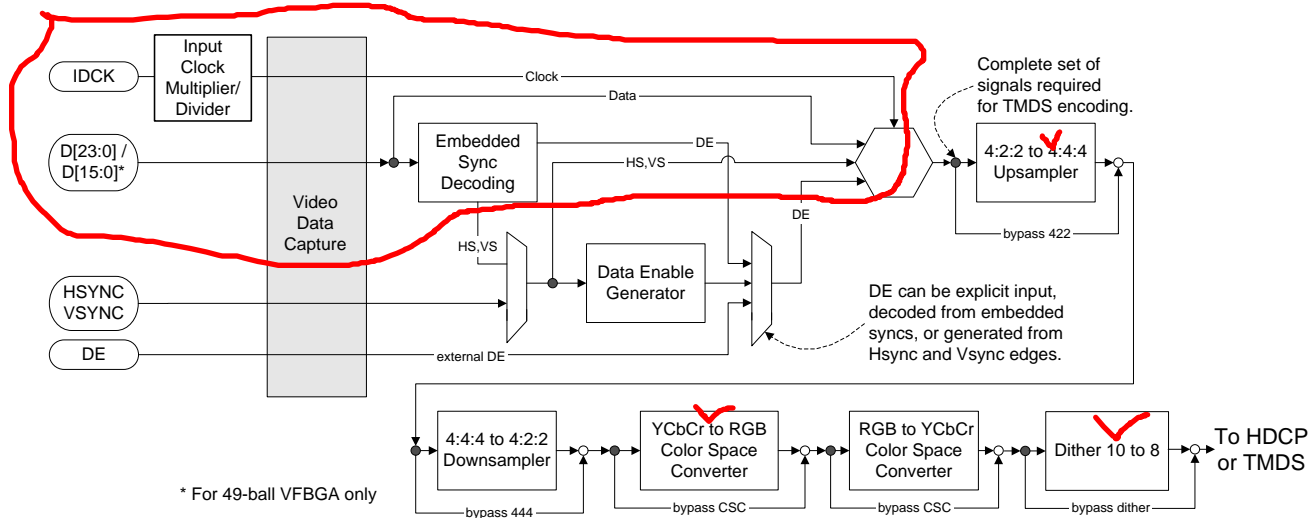 IDCK
Input
Clock
Multiplier/
Divider
Clock
Data
Complete set of
signals required
for TMDS encoding.
D[23:0] /
D[15:0]*
Embedded
Sync
Decoding
DE
HS,VS
4:2:2 to 4:4:4
Upsampler
bypass 422
Video
Data
Capture
HS,VS
DE
HSYNC
VSYNC
Data Enable
Generator
DE can be explicit input,
decoded from embedded
syncs, or generated from
Hsync and Vsync edges.
DE
external DE
4:4:4 to 4:2:2
Downsampler
bypass 444
YCbCr to RGB
Color Space
Converter
bypass CSC
RGB to YCbCr
Color Space
Converter
bypass CSC
Dither 10 to 8
bypass dither
To HDCP
or TMDS
* For 49-ball VFBGA only